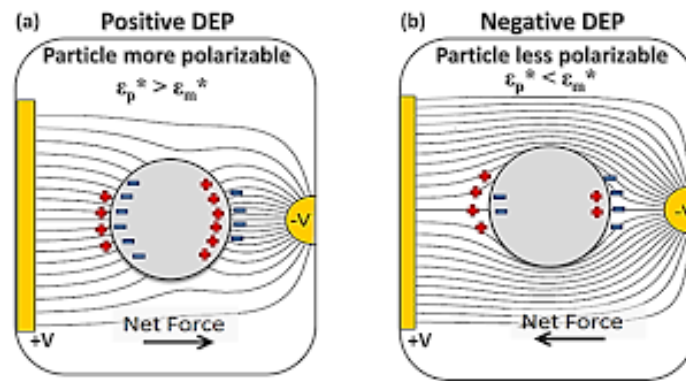 (a) Positive DEP
Particle more polarizable
εp* > εm*
-V
Net Force
+V
(b) Negative DEP
Particle less polarizable
εp* < εm*
-V
Net Force
+V